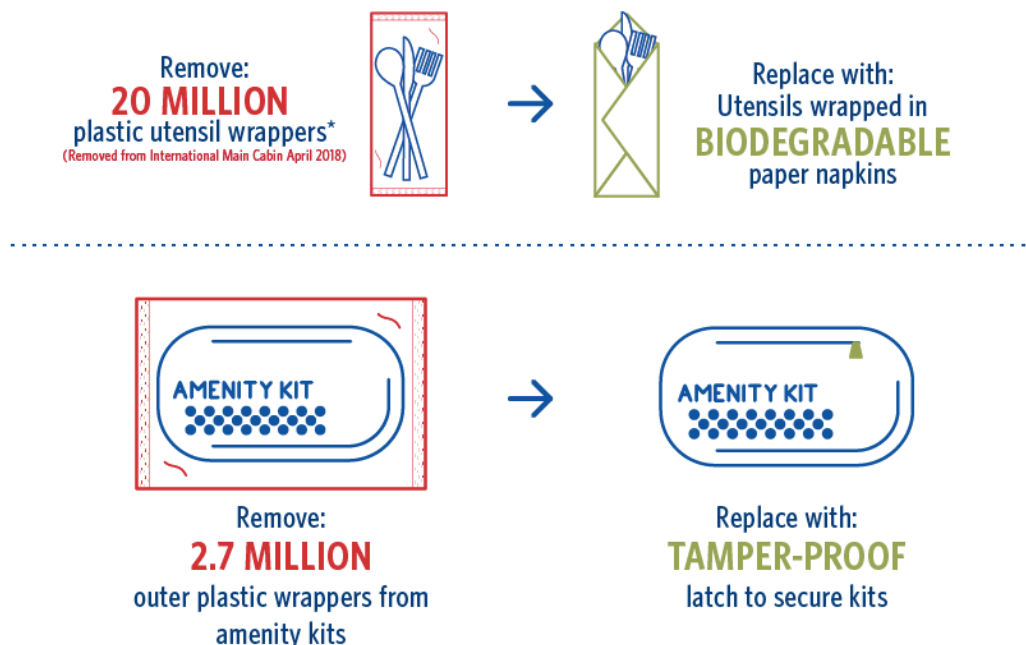 Remove:
20 MILLION
plastic utensil wrappers*
(Removed from International Main Cabin April 2018)
Replace with:
Utensils wrapped in
BIODEGRADABLE
paper napkins
AMENITY KIT
Remove:
2.7 MILLION
outer plastic wrappers from
amenity kits
AMENITY KIT
Replace with:
TAMPER-PROOF
latch to secure kits